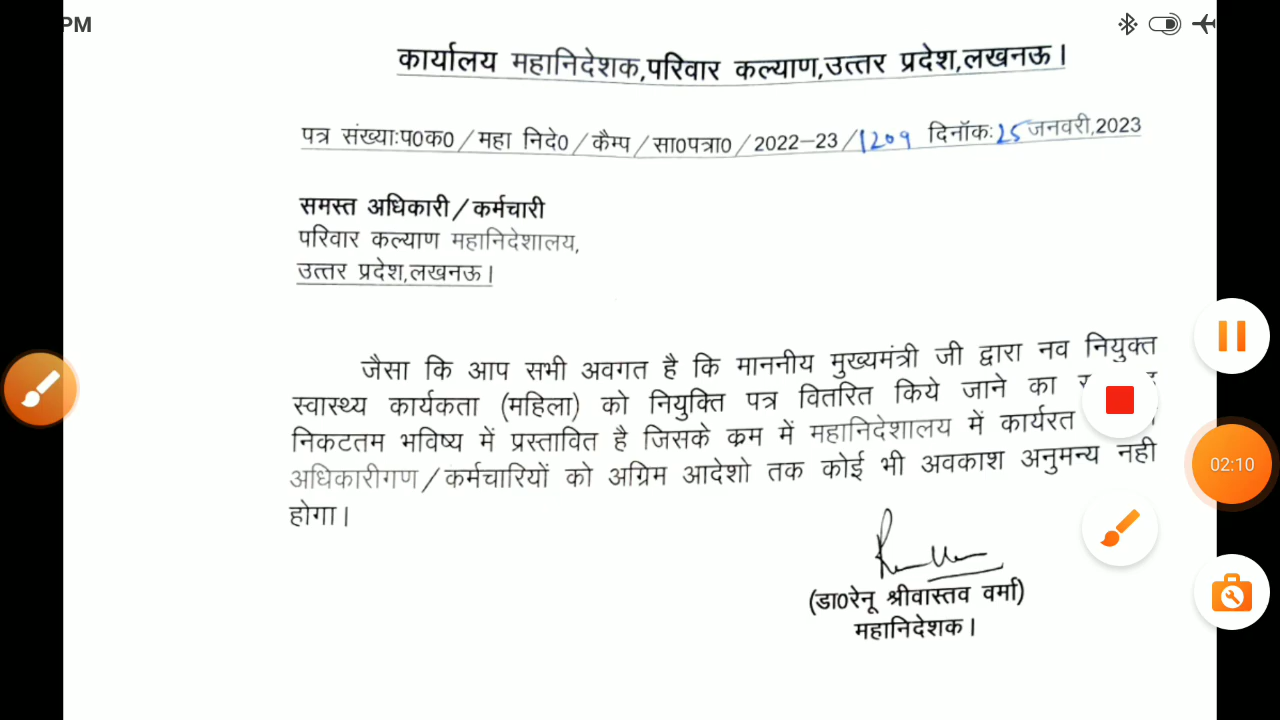 PM
कार्यालय महानिदेशक,परिवार कल्याण,उत्तर प्रदेश,लखनऊ।
पत्र संख्याःप0क0/महा निदे0/कैम्प/सा0पत्रा0/2022–23/1209 दिनॉकः25जनवरी,2023
समस्त अधिकारी/कर्मचारी
परिवार कल्याण महानिदेशालय,
उत्तर प्रदेश,लखनऊ।
जैसा कि आप सभी अवगत है कि माननीय मुख्यमंत्री जी द्वारा नव नियुक्त
स्वास्थ्य कार्यकता (महिला) को नियुक्ति पत्र वितरित किये जाने का
निकटतम भविष्य में प्रस्तावित है जिसके क्रम में महानिदेशालय में कार्यरत
अधिकारीगण/कर्मचारियों को अग्रिम आदेशो तक कोई भी अवकाश अनुमन्य नही
होगा।
(डा0रेनू श्रीवास्तव वर्मा)
महानिदेशक।
02:10